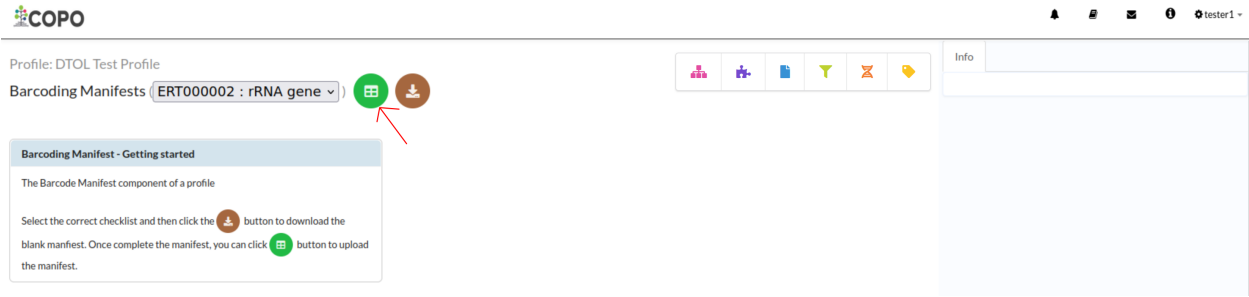 COPO
tester1
Profile: DTOL Test Profile
Info
Barcoding Manifests ( ERT000002 : rRNA gene )
Barcoding Manifest - Getting started
The Barcode Manifest component of a profile
Select the correct checklist and then click the button to download the
blank manfiest. Once complete the manifest, you can click button to upload
the manifest.